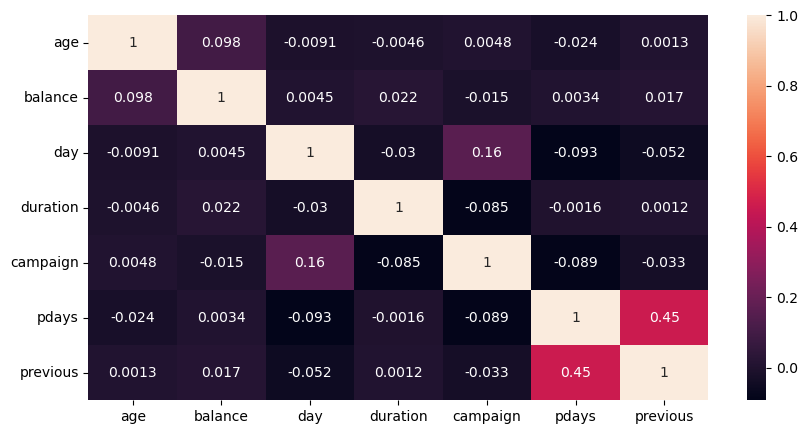 age 1 0.098 -0.0091 -0.0046 0.0048 -0.024 0.0013
balance 0.098 1 0.0045 0.022 -0.015 0.0034 0.017
day -0.0091 0.0045 1 -0.03 0.16 -0.093 -0.052
duration -0.0046 0.022 -0.03 1 -0.085 -0.0016 0.0012
campaign 0.0048 -0.015 0.16 -0.085 1 -0.089 -0.033
pdays -0.024 0.0034 -0.093 -0.0016 -0.089 1 0.45
previous 0.0013 0.017 -0.052 0.0012 -0.033 0.45 1
age balance day duration campaign pdays previous
1.0
0.8
0.6
0.4
0.2
0.0